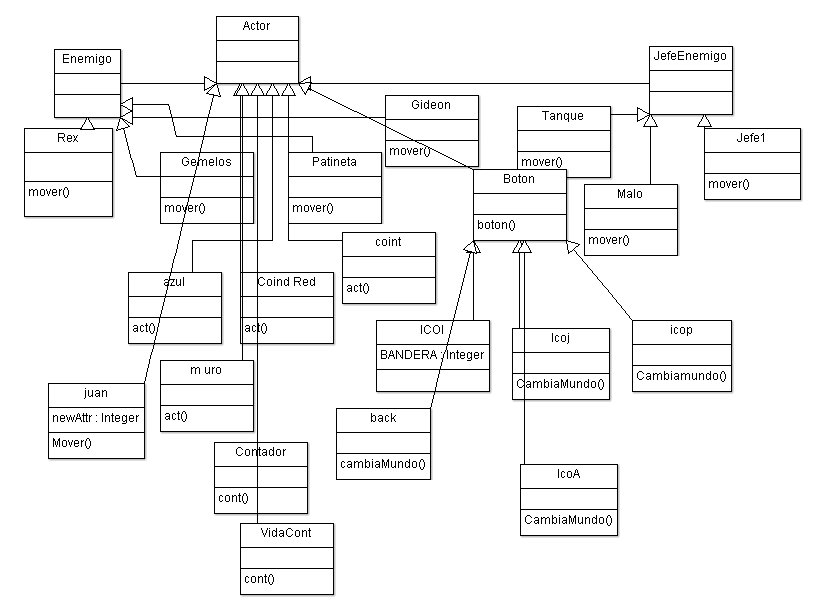 Actor
Enemigo
JefeEnemigo
Gideon
mover()
Tanque
mover()
Rex
mover()
Jefe1
mover()
Gemelos
mover()
Patineta
mover()
Boton
boton()
Malo
mover()
coint
act()
azul
act()
Coind Red
act()
ICOI
BANDERA : Integer
Icoj
CambiaMundo()
icop
Cambiamundo()
m uro
act()
juan
newAttr : Integer
Mover()
back
cambiaMundo()
Contador
cont()
IcoA
CambiaMundo()
VidaCont
cont()